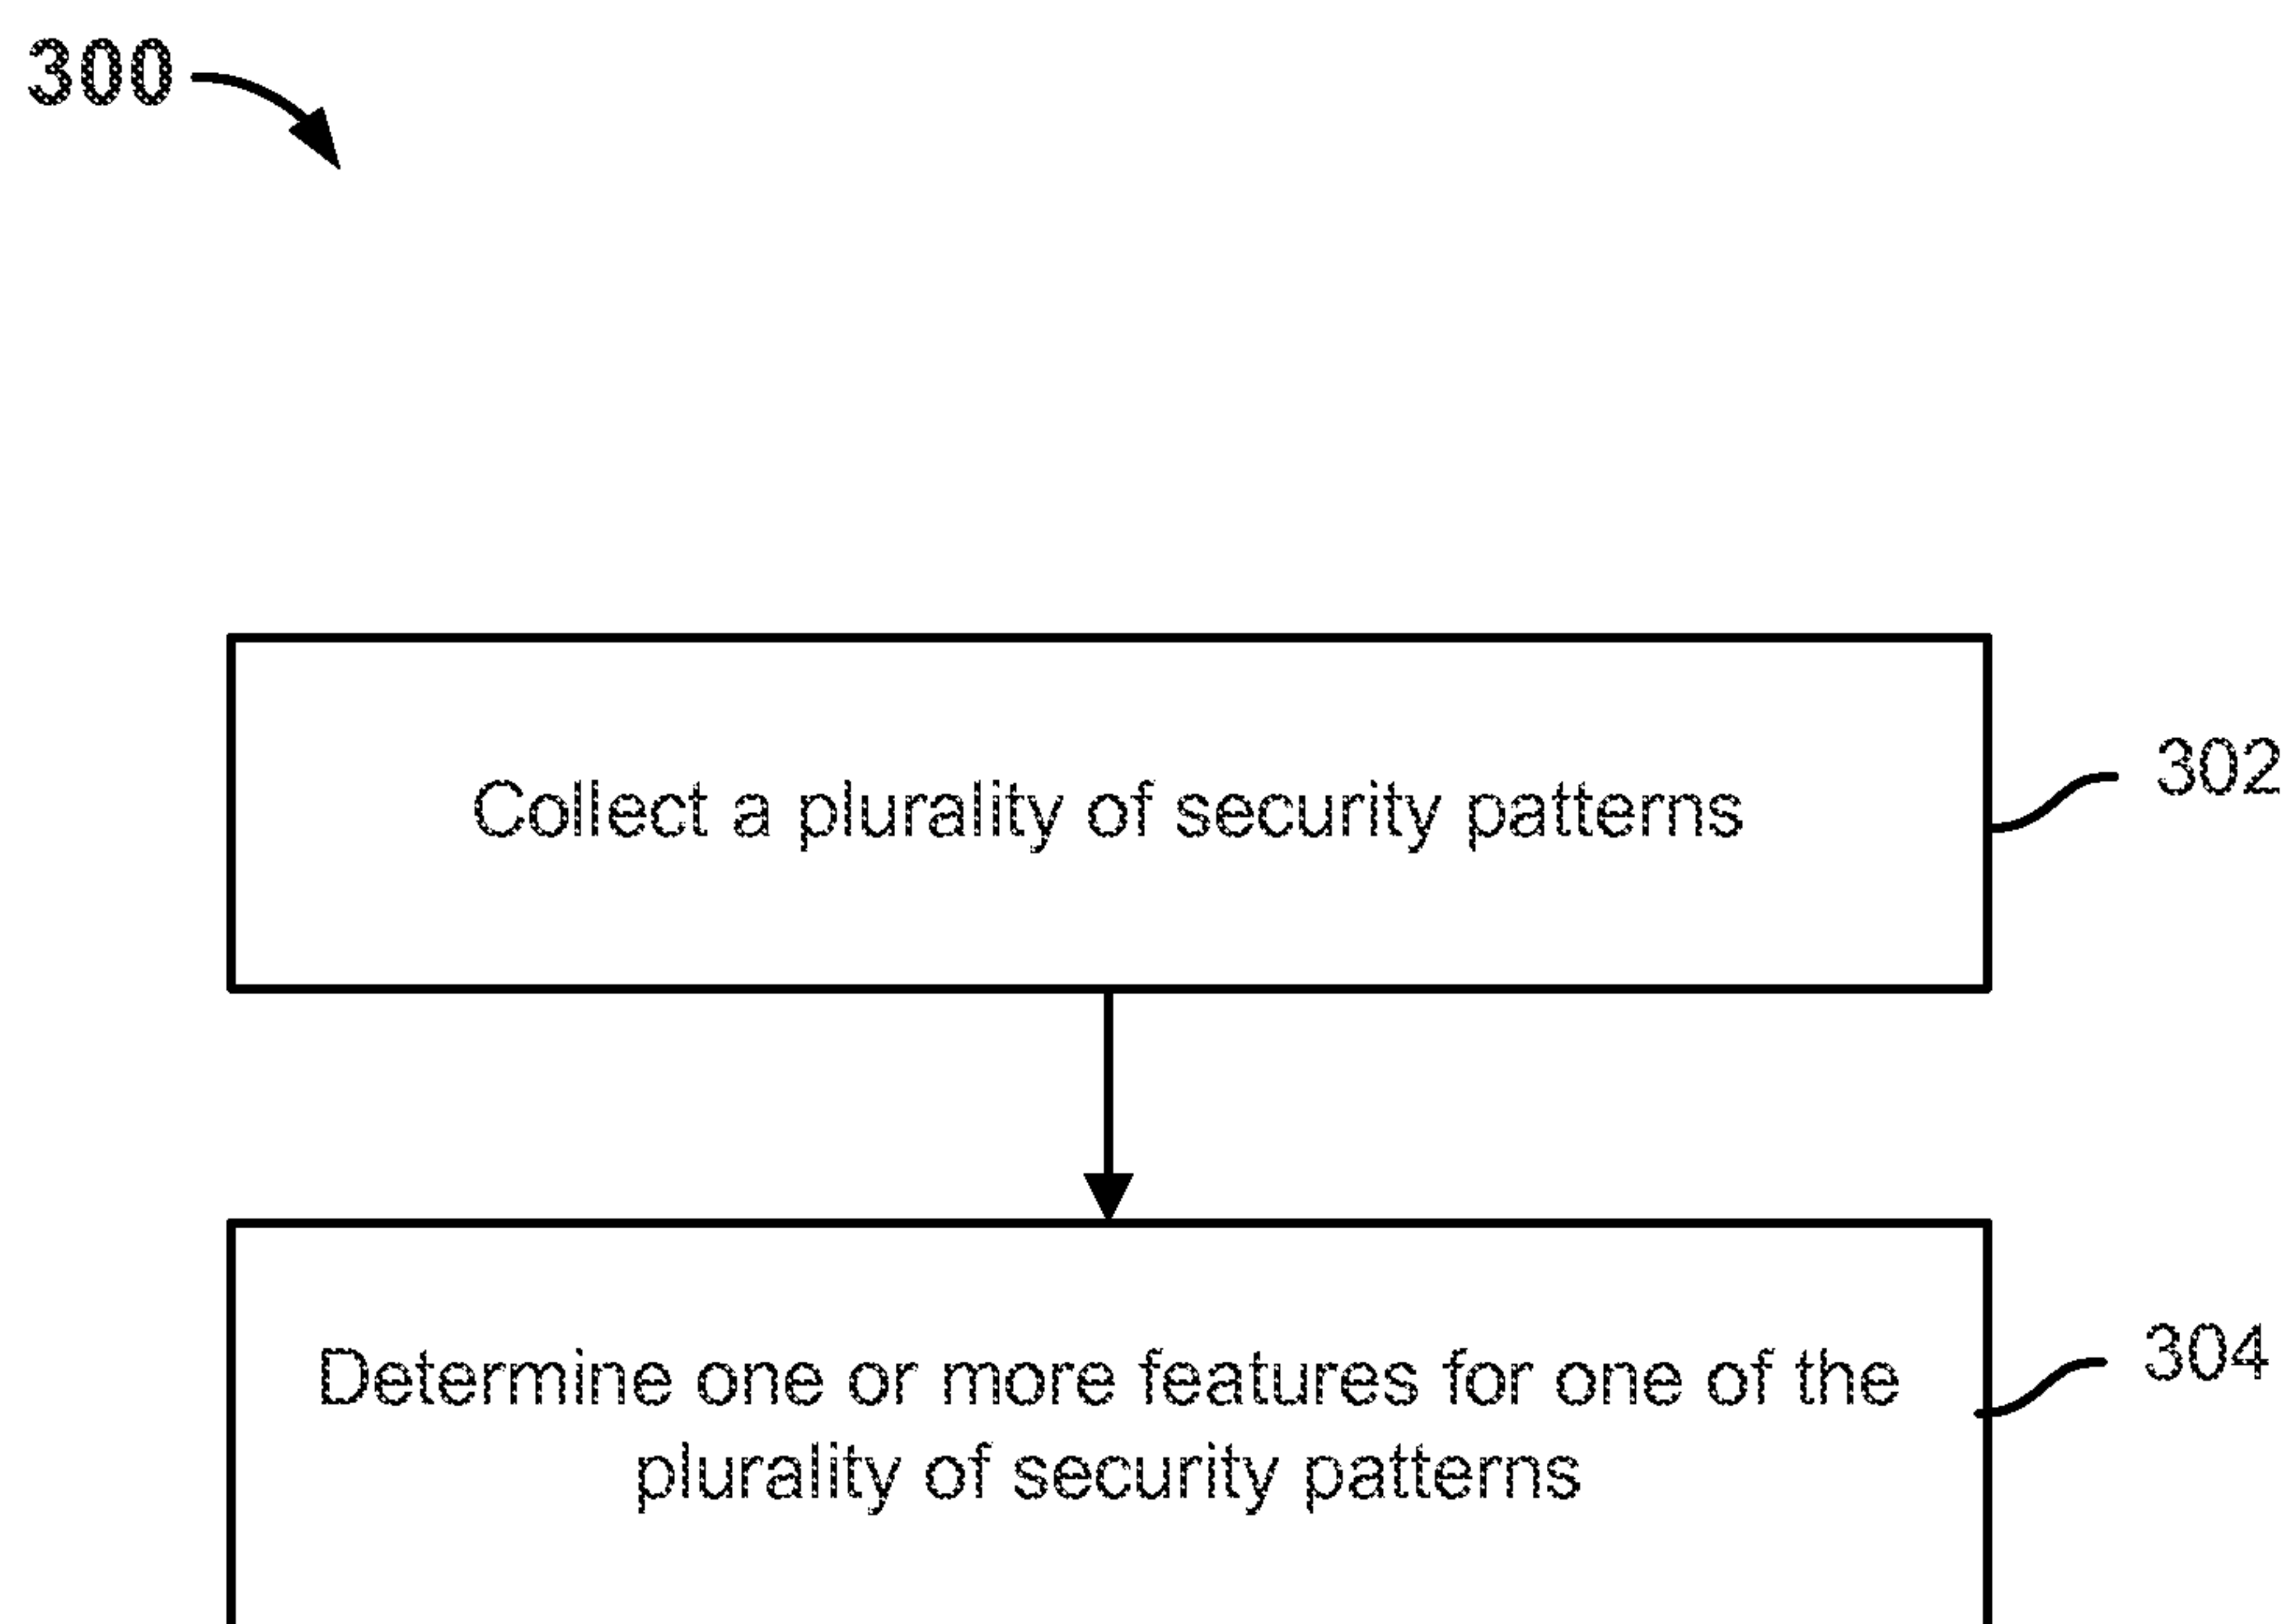 300
Collect a plurality of security patterns
302
Determine one or more features for one of the
plurality of security patterns
304